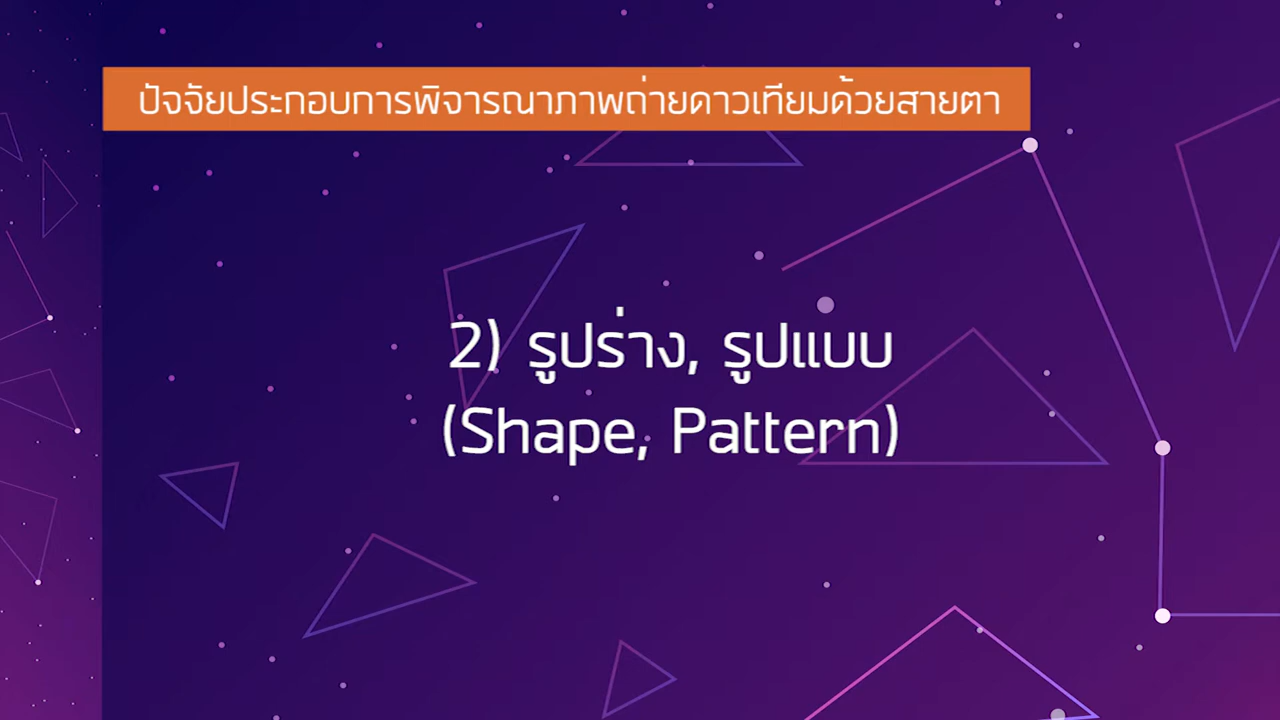 ปัจจัยประกอบการพิจารณาภาพถ่ายดาวเทียมด้วยสายตา
2) รูปร่าง, รูปแบบ
(Shape, Pattern)